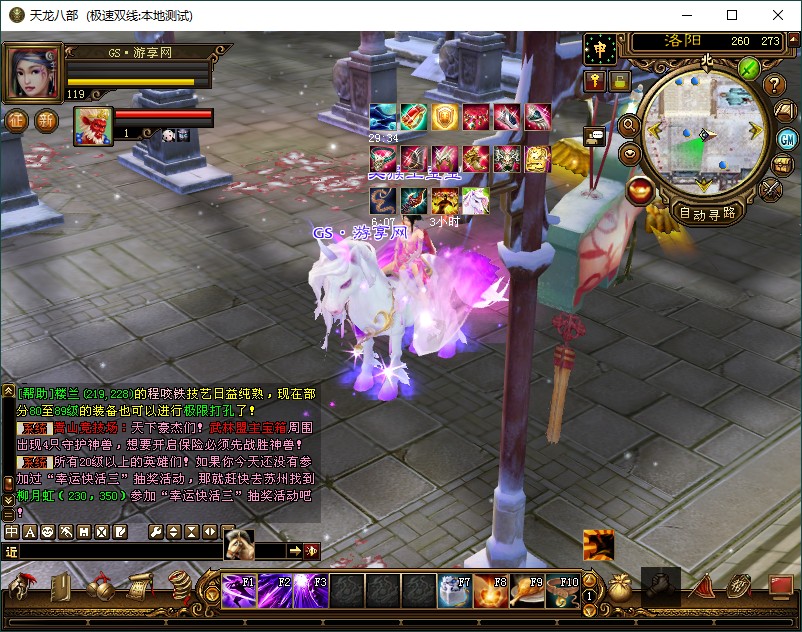 天龙八部 (极速双线:本地测试)
GS·游享网
119
征 新
1
洛阳 260 273
申
北
?
GM
自动寻路
29:34
6:07 3小时
GS·游享网
[帮助]楼兰(219,228)的程咬铁技艺日益纯熟，现在部
分80至89级的装备也可以进行极限打孔了！
系统 嵩山竞技场：天下豪杰们！武林盟主宝箱周围
出现4只守护神兽，想要开启保险必须先战胜神兽！
系统 所有20级以上的英雄们！如果你今天还没有参
加过“幸运快活三”抽奖活动，那就赶快去苏州找到
柳月虹（230，350）参加“幸运快活三”抽奖活动吧
！
中 A
近
F1 F2 F3 F7 F8 F9 F10 1